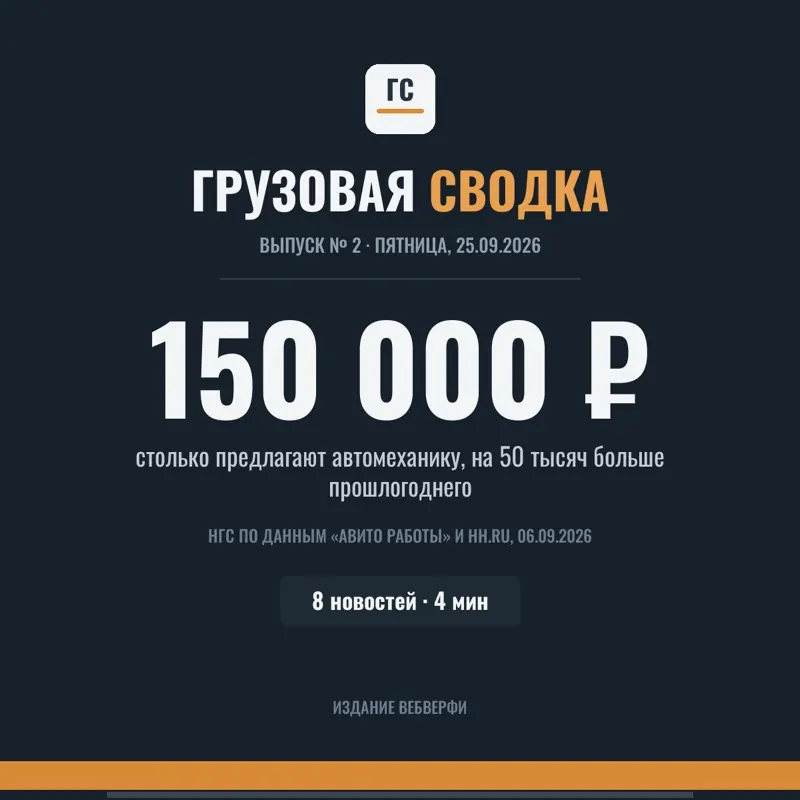 ГС
ГРУЗОВАЯ СВОДКА
ВЫПУСК № 2 · ПЯТНИЦА, 25.09.2026
150 000 ₽
столько предлагают автомеханику, на 50 тысяч больше
прошлогоднего
НГС ПО ДАННЫМ «АВИТО РАБОТЫ» И HH.RU, 06.09.2026
8 новостей · 4 мин
ИЗДАНИЕ ВЕБВЕРФИ